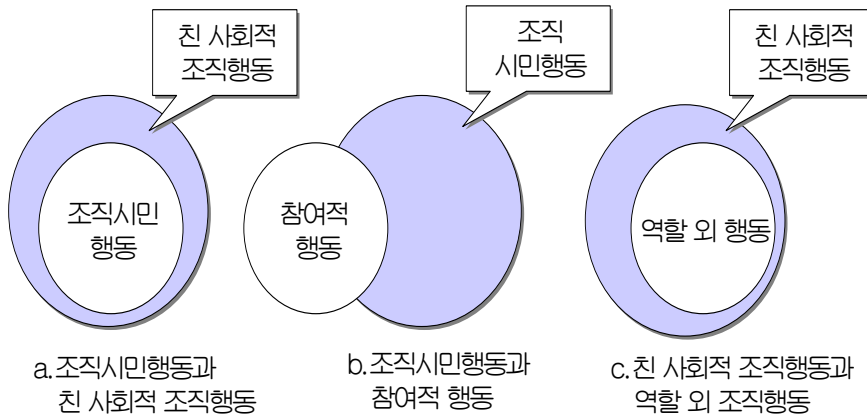 친 사회적
조직행동
조직
시민행동
친 사회적
조직행동
조직시민
행동
참여적
행동
역할 외 행동
a.조직시민행동과
친 사회적 조직행동
b.조직시민행동과
참여적 행동
c.친 사회적 조직행동과
역할 외 조직행동